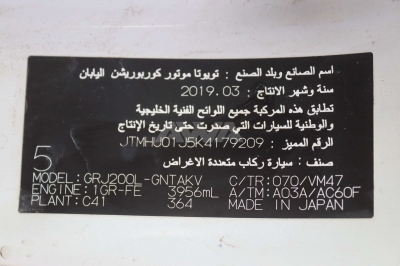 اسم الصانع وبلد الصنع : تويوتا موتور كوربوريشن اليابان
سنة وشهر الانتاج : 2019.03
تطابق هذه المركبة جميع اللوائح الفنية الخليجية
والوطنية للسيارات التي صدرت حتى تاريخ الإنتاج
الرقم المميز : JTMHU01J5K4179209
صنف : سيارة ركاب متعددة الاغراض
5
MODEL: GRJ200L-GNTAKV C/TR: 070/VM47
ENGINE: 1GR-FE 3956mL A/TM: A03A/AC60F
PLANT: C41 364 MADE IN JAPAN